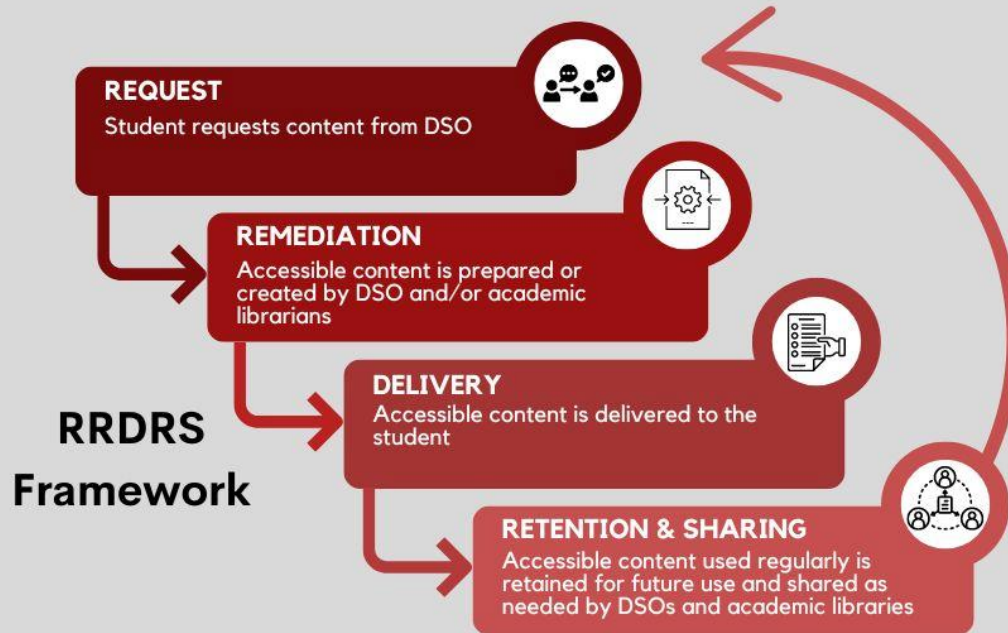 REQUEST
Student requests content from DSO
REMEDIATION
Accessible content is prepared or
created by DSO and/or academic
librarians
DELIVERY
Accessible content is delivered to the
student
RRDRS
Framework
RETENTION & SHARING
Accessible content used regularly is
retained for future use and shared as
needed by DSOs and academic libraries